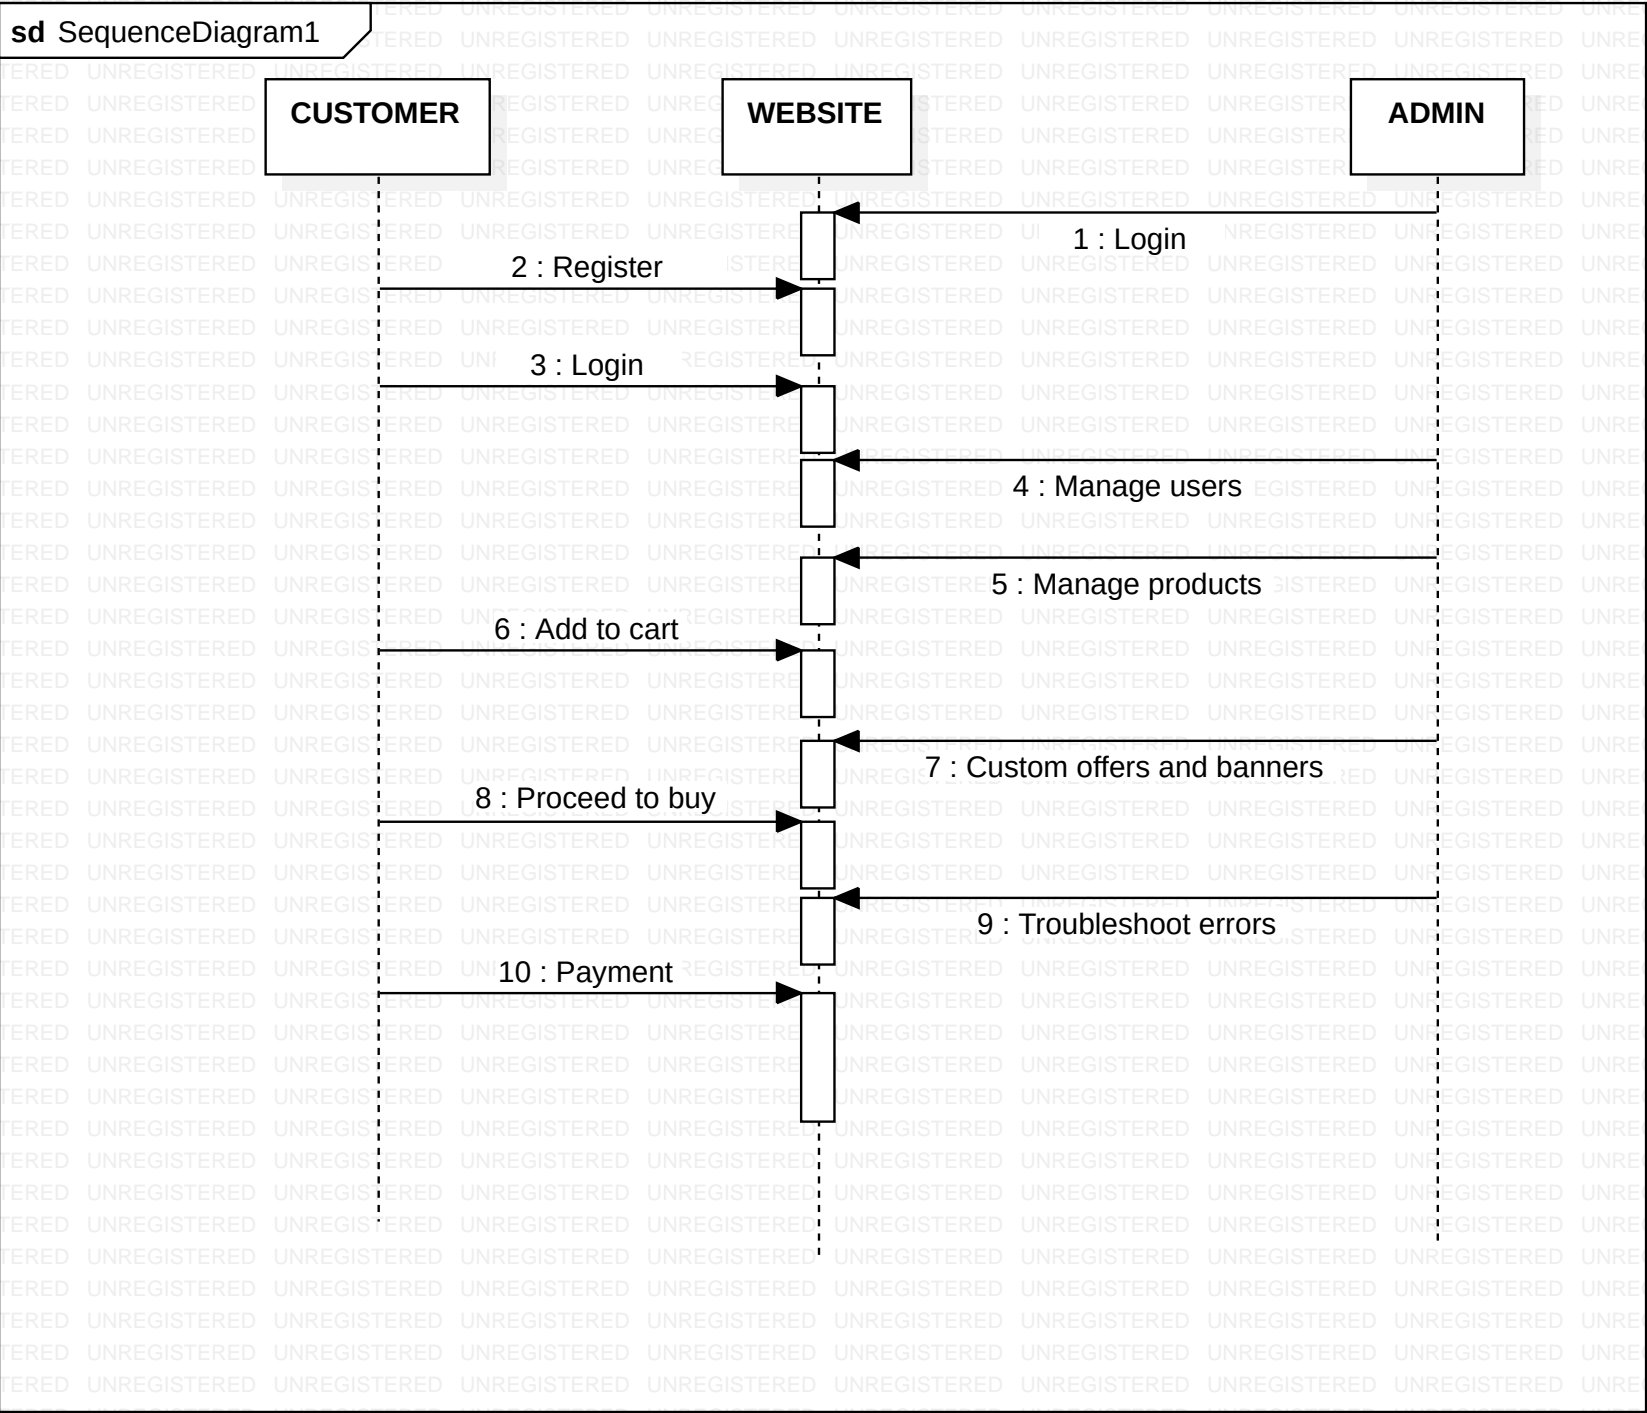 sd SequenceDiagram1
CUSTOMER
WEBSITE
ADMIN
1 : Login
2 : Register
3 : Login
4 : Manage users
5 : Manage products
6 : Add to cart
7 : Custom offers and banners
8 : Proceed to buy
9 : Troubleshoot errors
10 : Payment
UNREGISTERED